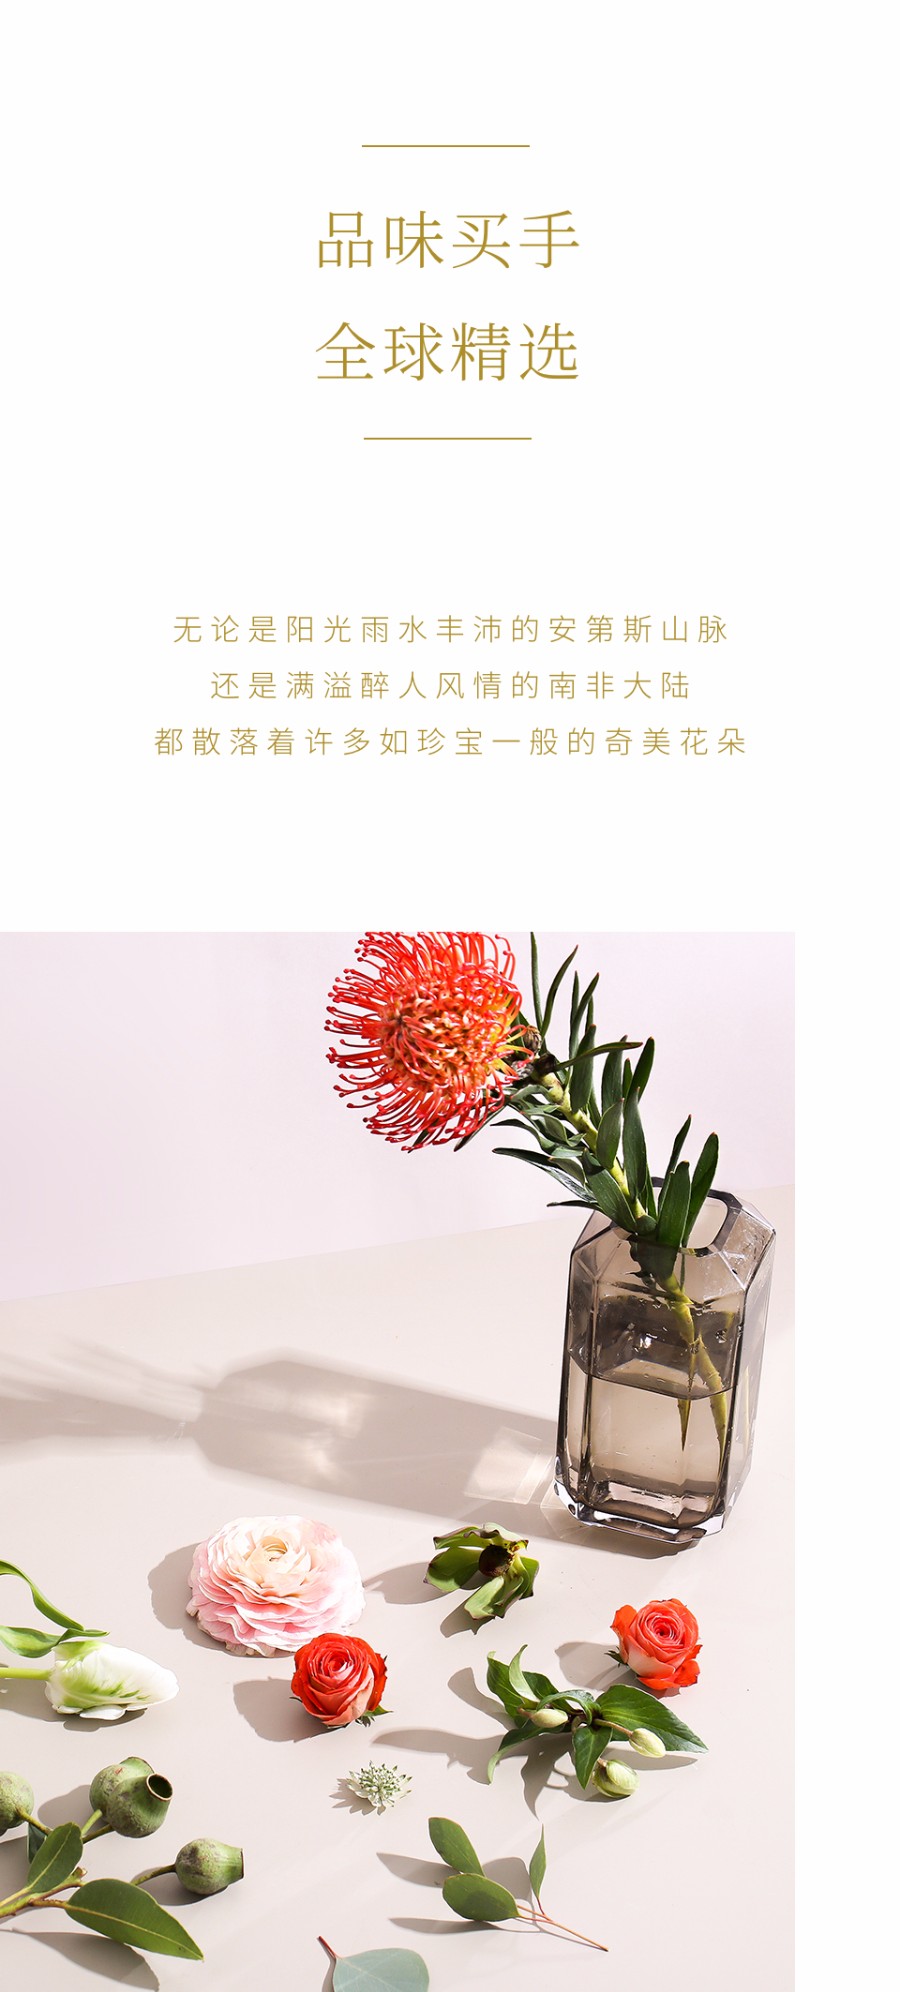 品味买手
全球精选
无论是阳光雨水丰沛的安第斯山脉
还是满溢醉人风情的南非大陆
都散落着许多如珍宝一般的奇美花朵